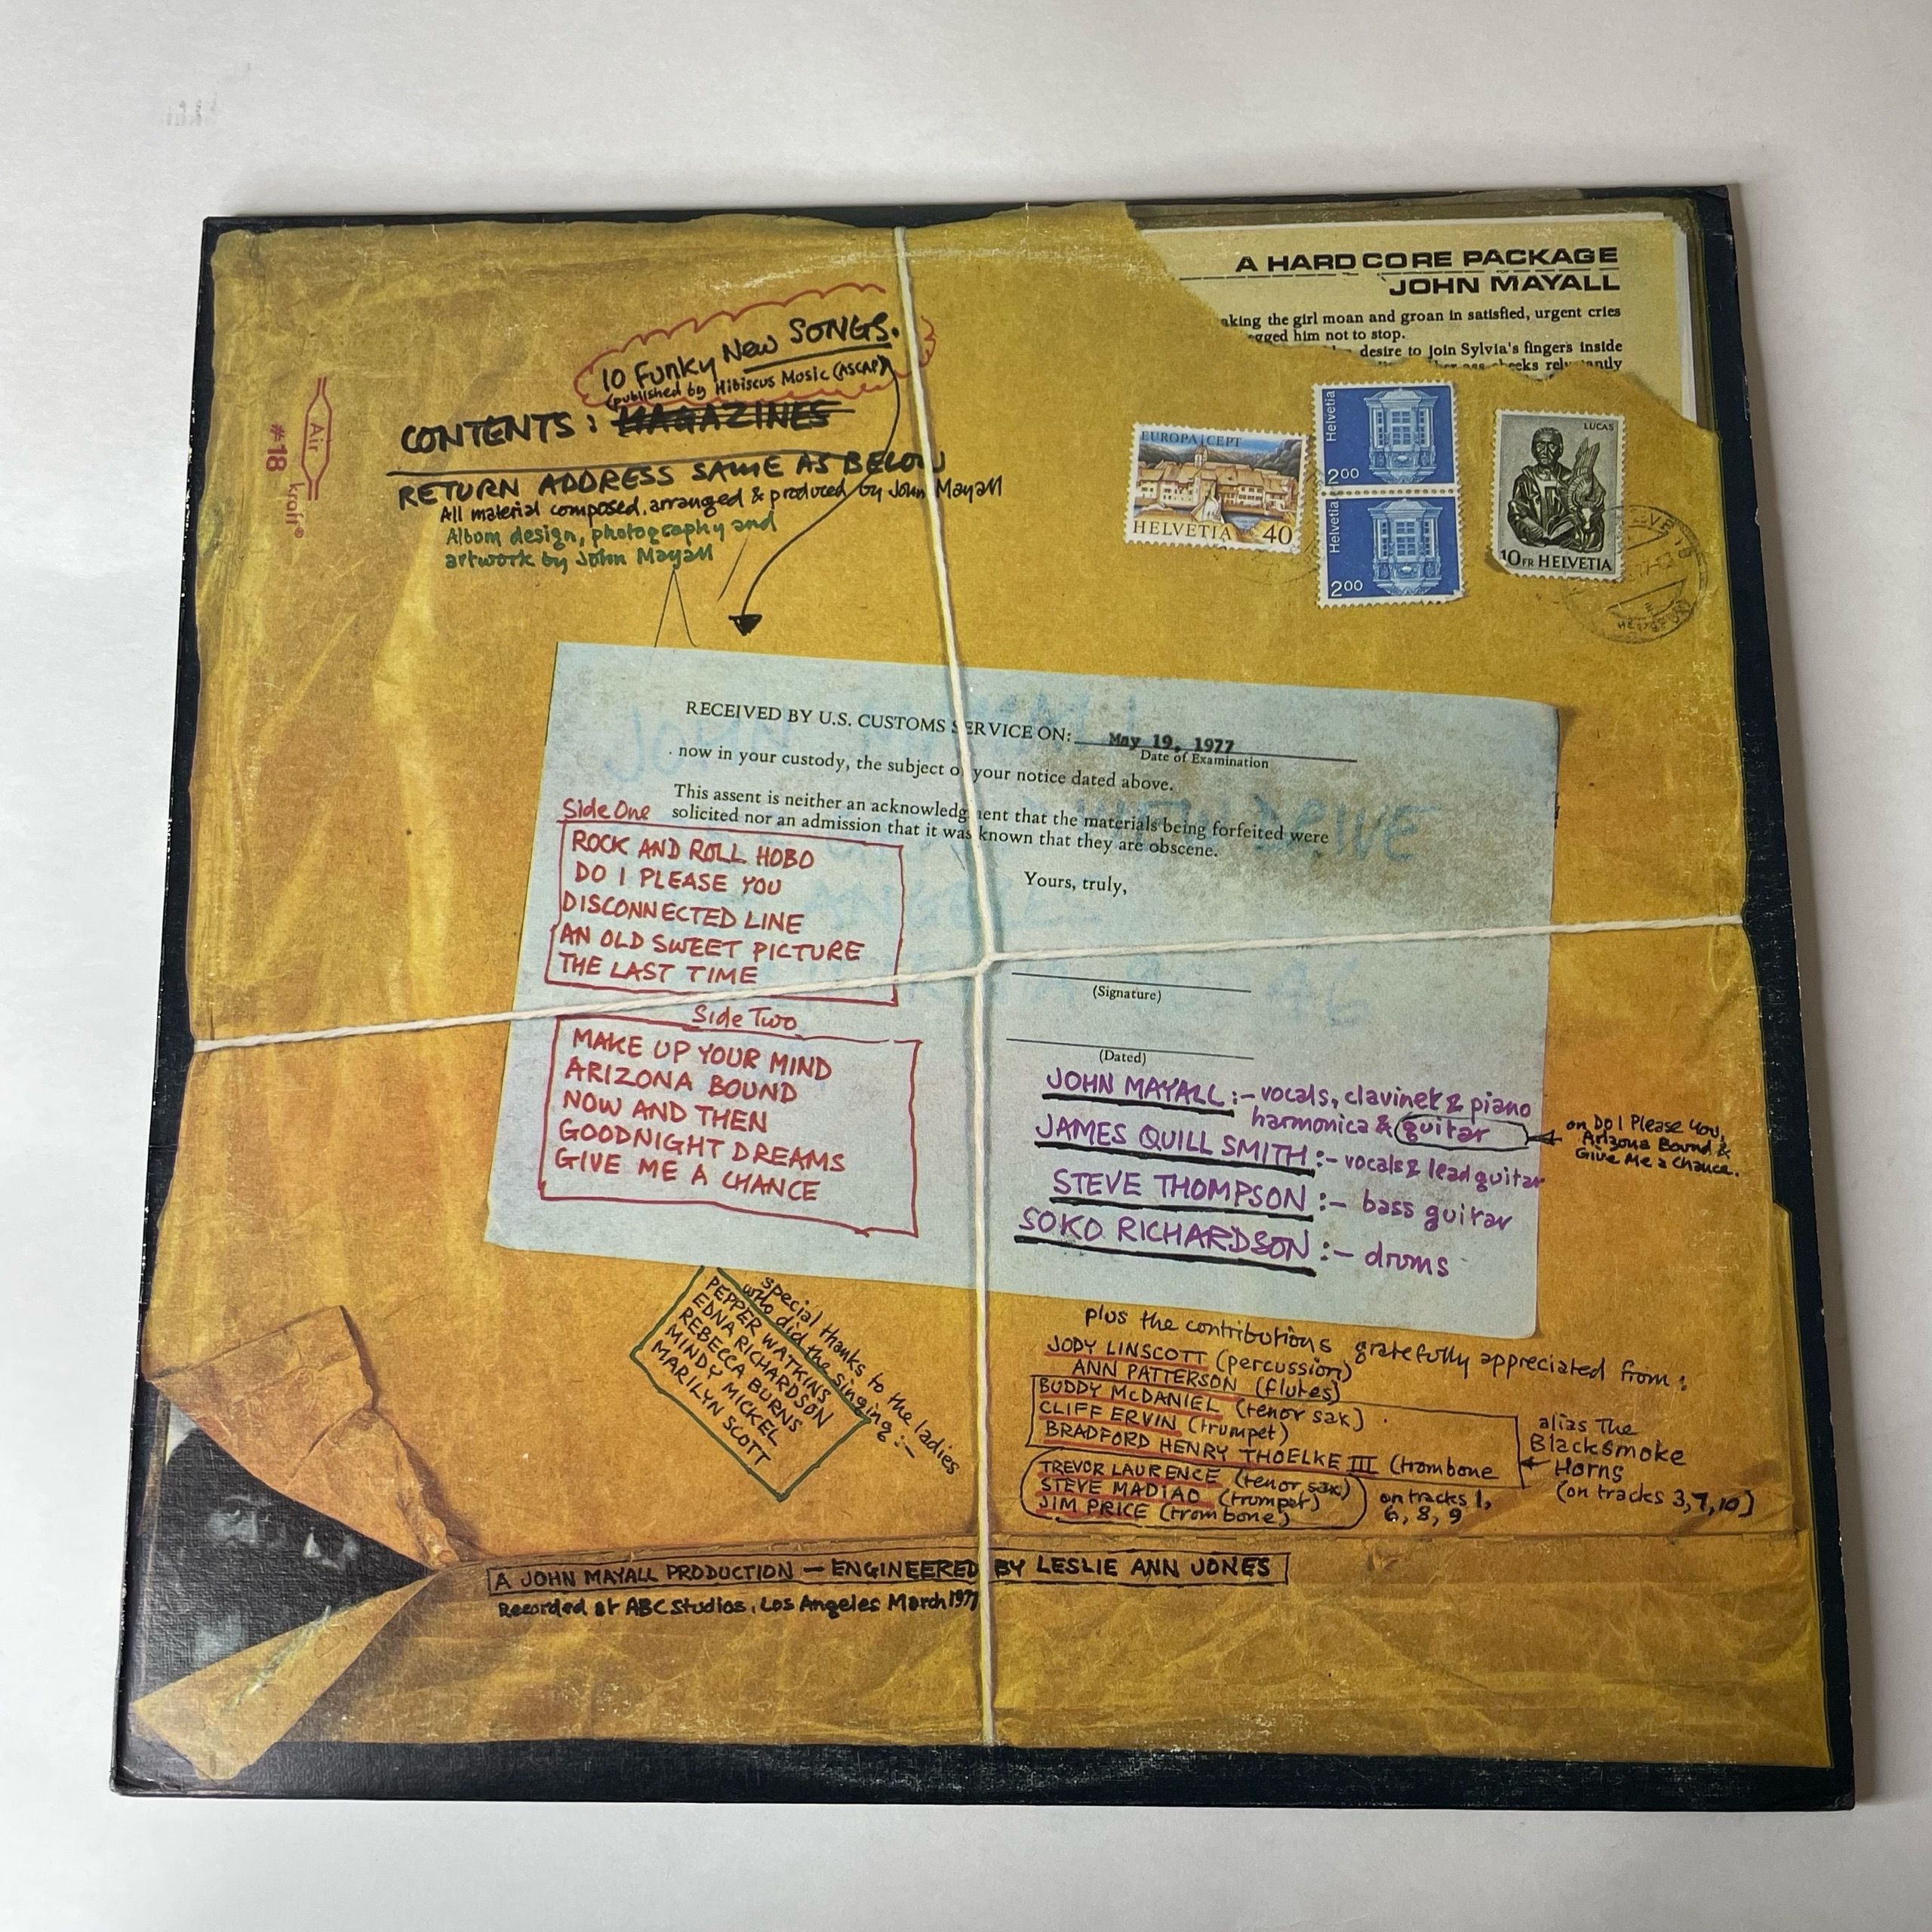 A HARD CORE PACKAGE
JOHN MAYALL
aking the girl moan and groan in satisfied, urgent cries
gged him not to stop.
desire to join Sylvia's fingers inside
10 Funky New SONGS.
(published by Hibiscus Music (ASCAP)
CONTENTS : MAGAZINES
RETURN ADDRESS SAME AS BELOW
All material composed, arranged & produced by John Mayall
Album design, photography and
artwork by John Mayall
Air
#18
kraft®
EUROPA CEPT
HELVETIA 40
Helvetia
200
Helvetia
200
LUCAS
10FR HELVETIA
RECEIVED BY U.S. CUSTOMS SERVICE ON: May 19, 1977
Date of Examination
now in your custody, the subject of your notice dated above.
This assent is neither an acknowledgment that the materials being forfeited were
solicited nor an admission that it was known that they are obscene.
Yours, truly,
(Signature)
(Dated)
Side One
ROCK AND ROLL HOBO
DO I PLEASE YOU
DISCONNECTED LINE
AN OLD SWEET PICTURE
THE LAST TIME
Side Two
MAKE UP YOUR MIND
ARIZONA BOUND
NOW AND THEN
GOODNIGHT DREAMS
GIVE ME A CHANCE
JOHN MAYALL :- vocals, clavinet & piano
harmonica & guitar
on Do I Please You,
Arizona Bound &
Give Me a Chance.
JAMES QUILL SMITH :- vocals & lead guitar
STEVE THOMPSON :- bass guitar
SOKO RICHARDSON :- drums
special thanks to the ladies
who did the singing :-
PEPPER WATKINS
EDNA RICHARDSON
REBECCA BURNS
MINDY MICKEL
MARILYN SCOTT
plus the contributions gratefully appreciated from :
JODY LINSCOTT (percussion)
ANN PATTERSON (flutes)
BUDDY McDANIEL (tenor sax)
CLIFF ERVIN (trumpet)
BRADFORD HENRY THOELKE III (trombone
alias The
Blacksmoke
Horns
(on tracks 3,7,10)
TREVOR LAURENCE (tenor sax)
STEVE MADIAO (trumpet)
JIM PRICE (trombone)
on tracks 1,
6, 8, 9
A JOHN MAYALL PRODUCTION — ENGINEERED BY LESLIE ANN JONES
Recorded at ABC Studios, Los Angeles March 1977